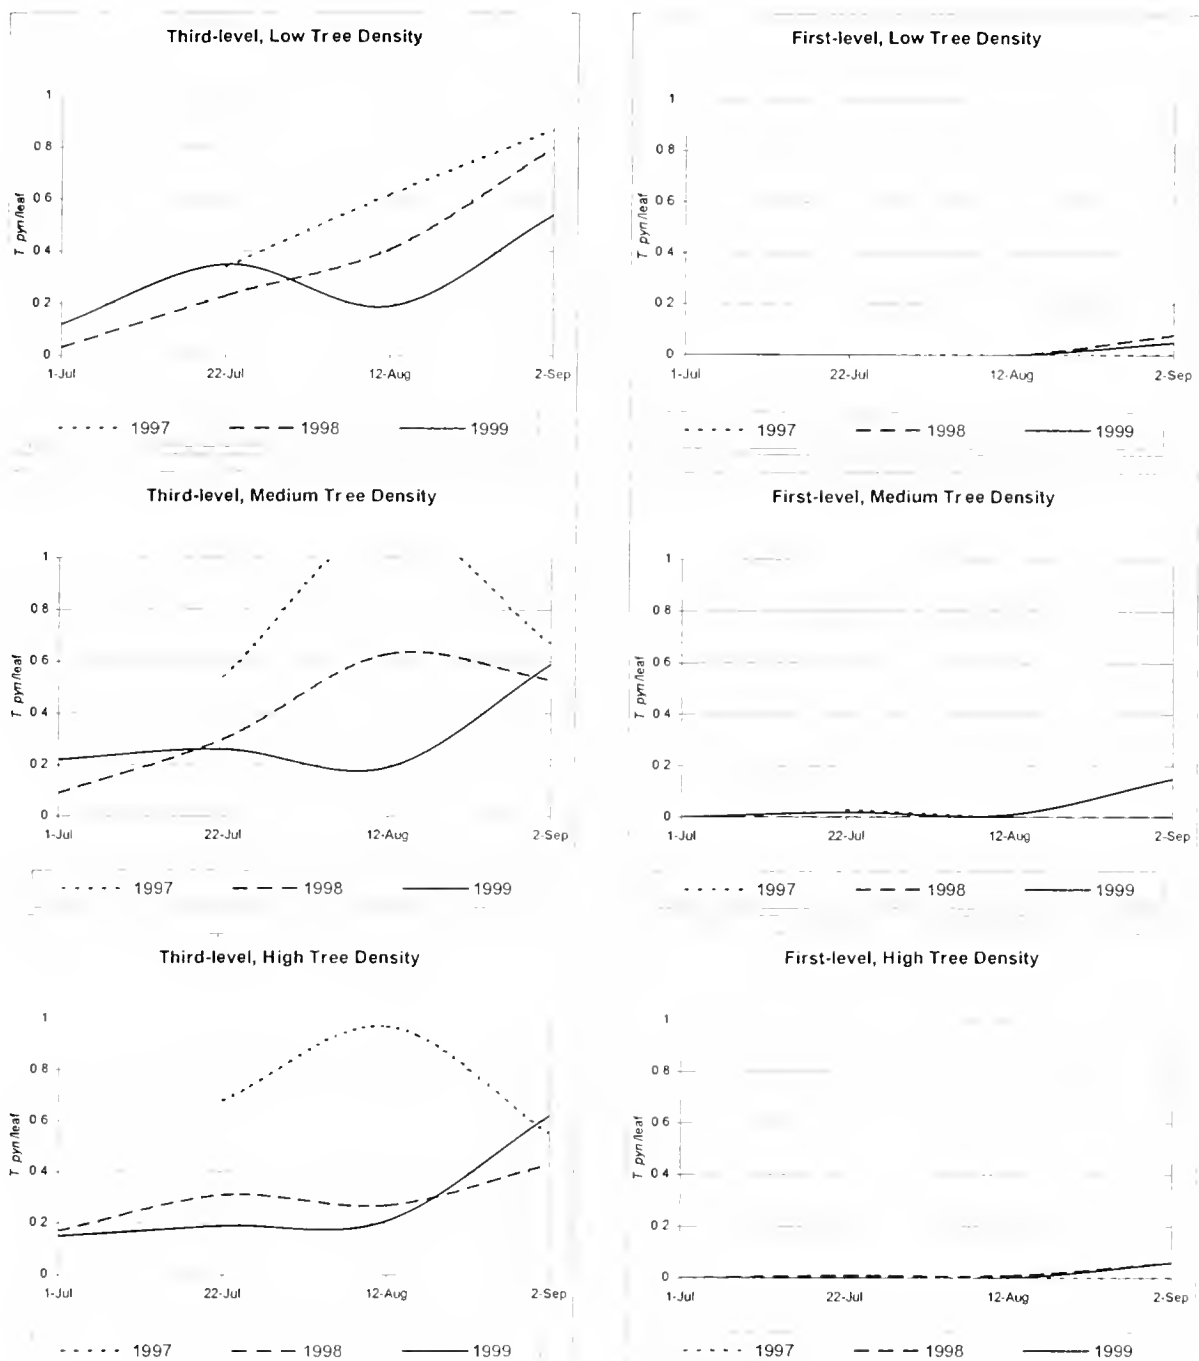 Third-level, Low Tree Density
T pyn/leaf
1
0 8
0 6
0 4
0 2
0
1-Jul 22-Jul 12-Aug 2-Sep
1997 1998 1999
First-level, Low Tree Density
T pyn/leaf
1
0 8
0 6
0 4
0 2
0
1-Jul 22-Jul 12-Aug 2-Sep
1997 1998 1999
Third-level, Medium Tree Density
T pyn/leaf
1
0 8
0 6
0 4
0 2
0
1-Jul 22-Jul 12-Aug 2-Sep
1997 1998 1999
First-level, Medium Tree Density
T pyn/leaf
1
0 8
0 6
0 4
0 2
0
1-Jul 22-Jul 12-Aug 2-Sep
1997 1998 1999
Third-level, High Tree Density
T pyn/leaf
1
0 8
0 6
0 4
0 2
0
1-Jul 22-Jul 12-Aug 2-Sep
1997 1998 1999
First-level, High Tree Density
T pyn/leaf
1
0 8
0 6
0 4
0 2
0
1-Jul 22-Jul 12-Aug 2-Sep
1997 1998 1999